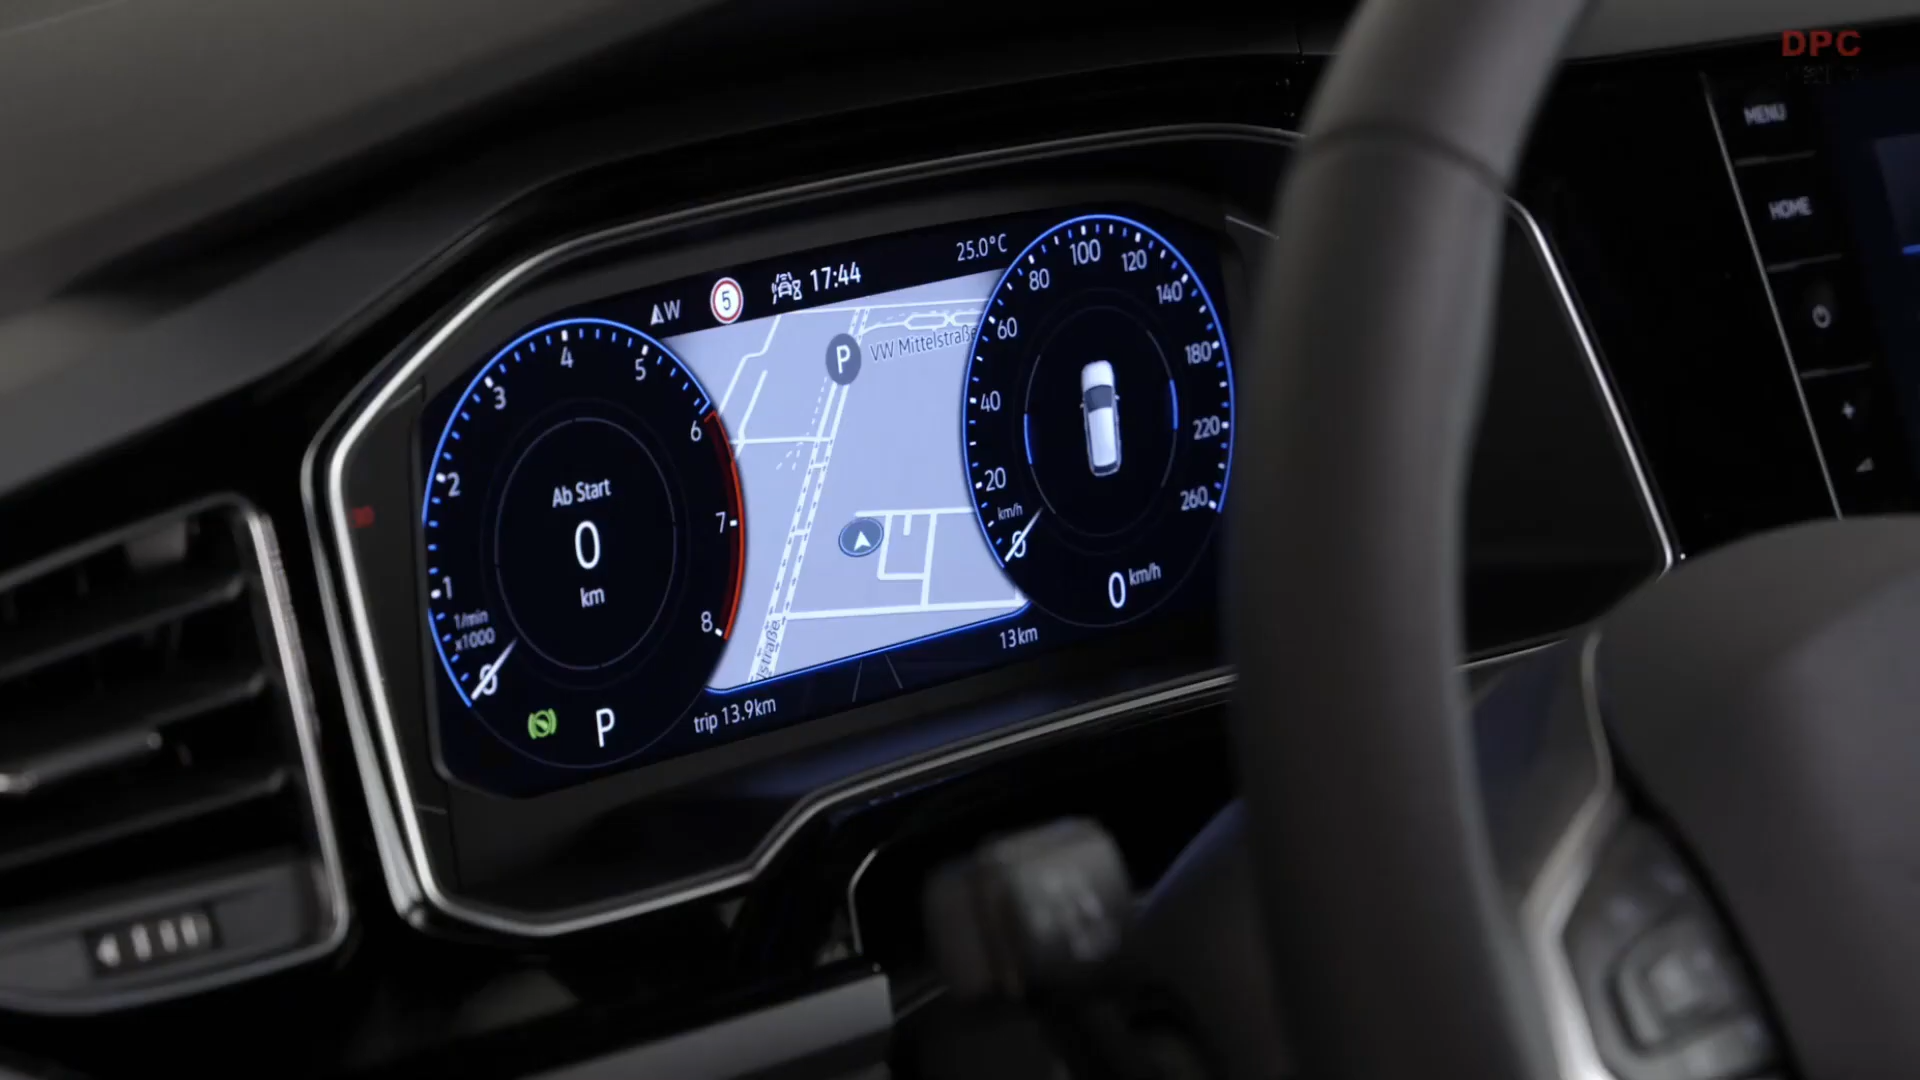 DPC
MENU
HOME
W
5
17:44
25.0°C
P
VW Mittelstraße
1
2
3
4
5
6
7
8
0
1/min
x1000
Ab Start
0
km
P
0
20
40
60
80
100
120
140
180
220
260
km/h
0 km/h
lstraße
trip 13.9km
13km